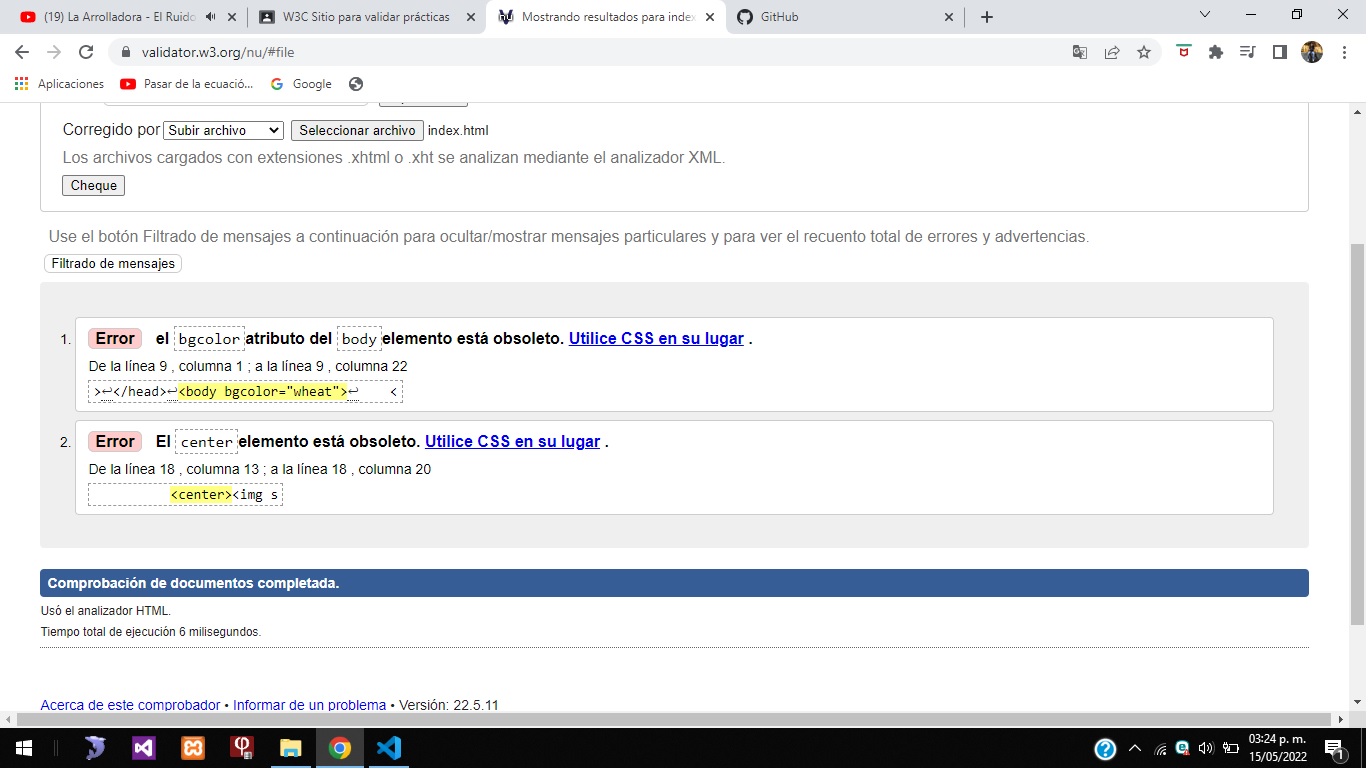 (19) La Arrolladora - El Ruido
W3C Sitio para validar prácticas
Mostrando resultados para index
GitHub
validator.w3.org/nu/#file
Aplicaciones
Pasar de la ecuació...
Google
Corregido por Subir archivo Seleccionar archivo index.html
Los archivos cargados con extensiones .xhtml o .xht se analizan mediante el analizador XML.
Cheque
Use el botón Filtrado de mensajes a continuación para ocultar/mostrar mensajes particulares y para ver el recuento total de errores y advertencias.
Filtrado de mensajes
1. Error el bgcolor atributo del body elemento está obsoleto. Utilice CSS en su lugar .
De la línea 9 , columna 1 ; a la línea 9 , columna 22
>↩</head>↩<body bgcolor="wheat">↩ <
2. Error El center elemento está obsoleto. Utilice CSS en su lugar .
De la línea 18 , columna 13 ; a la línea 18 , columna 20
<center><img s
Comprobación de documentos completada.
Usó el analizador HTML.
Tiempo total de ejecución 6 milisegundos.
Acerca de este comprobador • Informar de un problema • Versión: 22.5.11
03:24 p. m.
15/05/2022
1